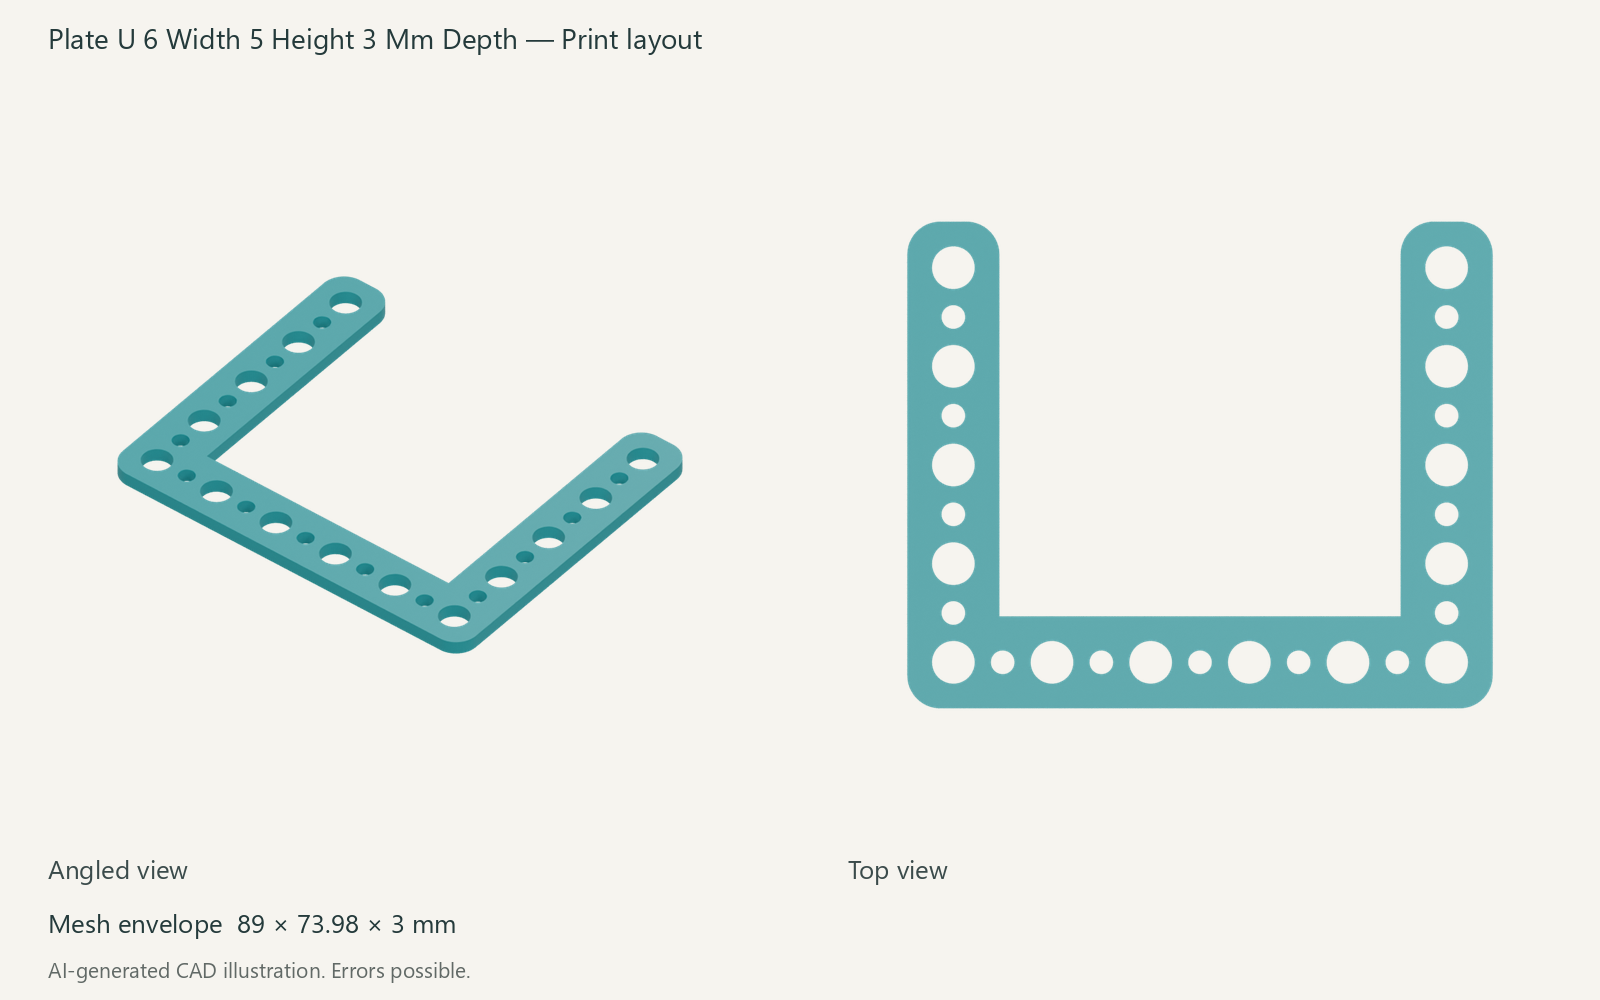 Plate U 6 Width 5 Height 3 Mm Depth — Print layout
Angled view
Top view
Mesh envelope 89 × 73.98 × 3 mm
AI-generated CAD illustration. Errors possible.